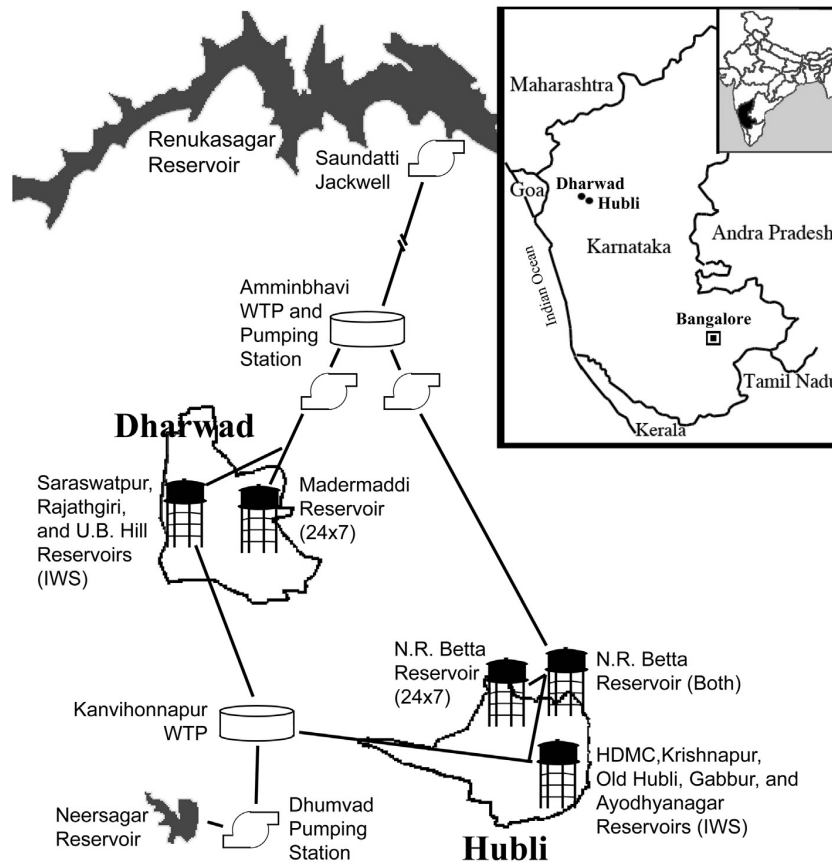 Renukasagar
Reservoir
Saundatti
Jackwell
Maharashtra
Goa
Dharwad
Hubli
Karnataka
Andra Pradesh
Indian Ocean
Bangalore
Tamil Nadu
Kerala
Amminbhavi
WTP and
Pumping
Station
Dharwad
Saraswatpur,
Rajathgiri,
and U.B. Hill
Reservoirs
(IWS)
Madermaddi
Reservoir
(24x7)
N.R. Betta
Reservoir
(24x7)
N.R. Betta
Reservoir (Both)
Kanvihonnapur
WTP
HDMC,Krishnapur,
Old Hubli, Gabbur, and
Ayodhyanagar
Reservoirs (IWS)
Neersagar
Reservoir
Dhumvad
Pumping
Station
Hubli